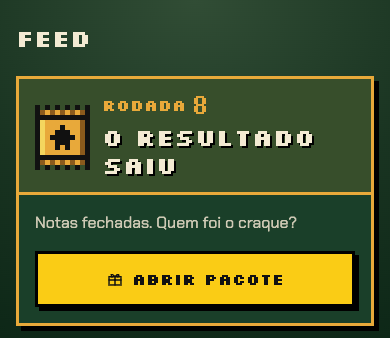 FEED
RODADA 8
O RESULTADO
SAIU
Notas fechadas. Quem foi o craque?
ABRIR PACOTE